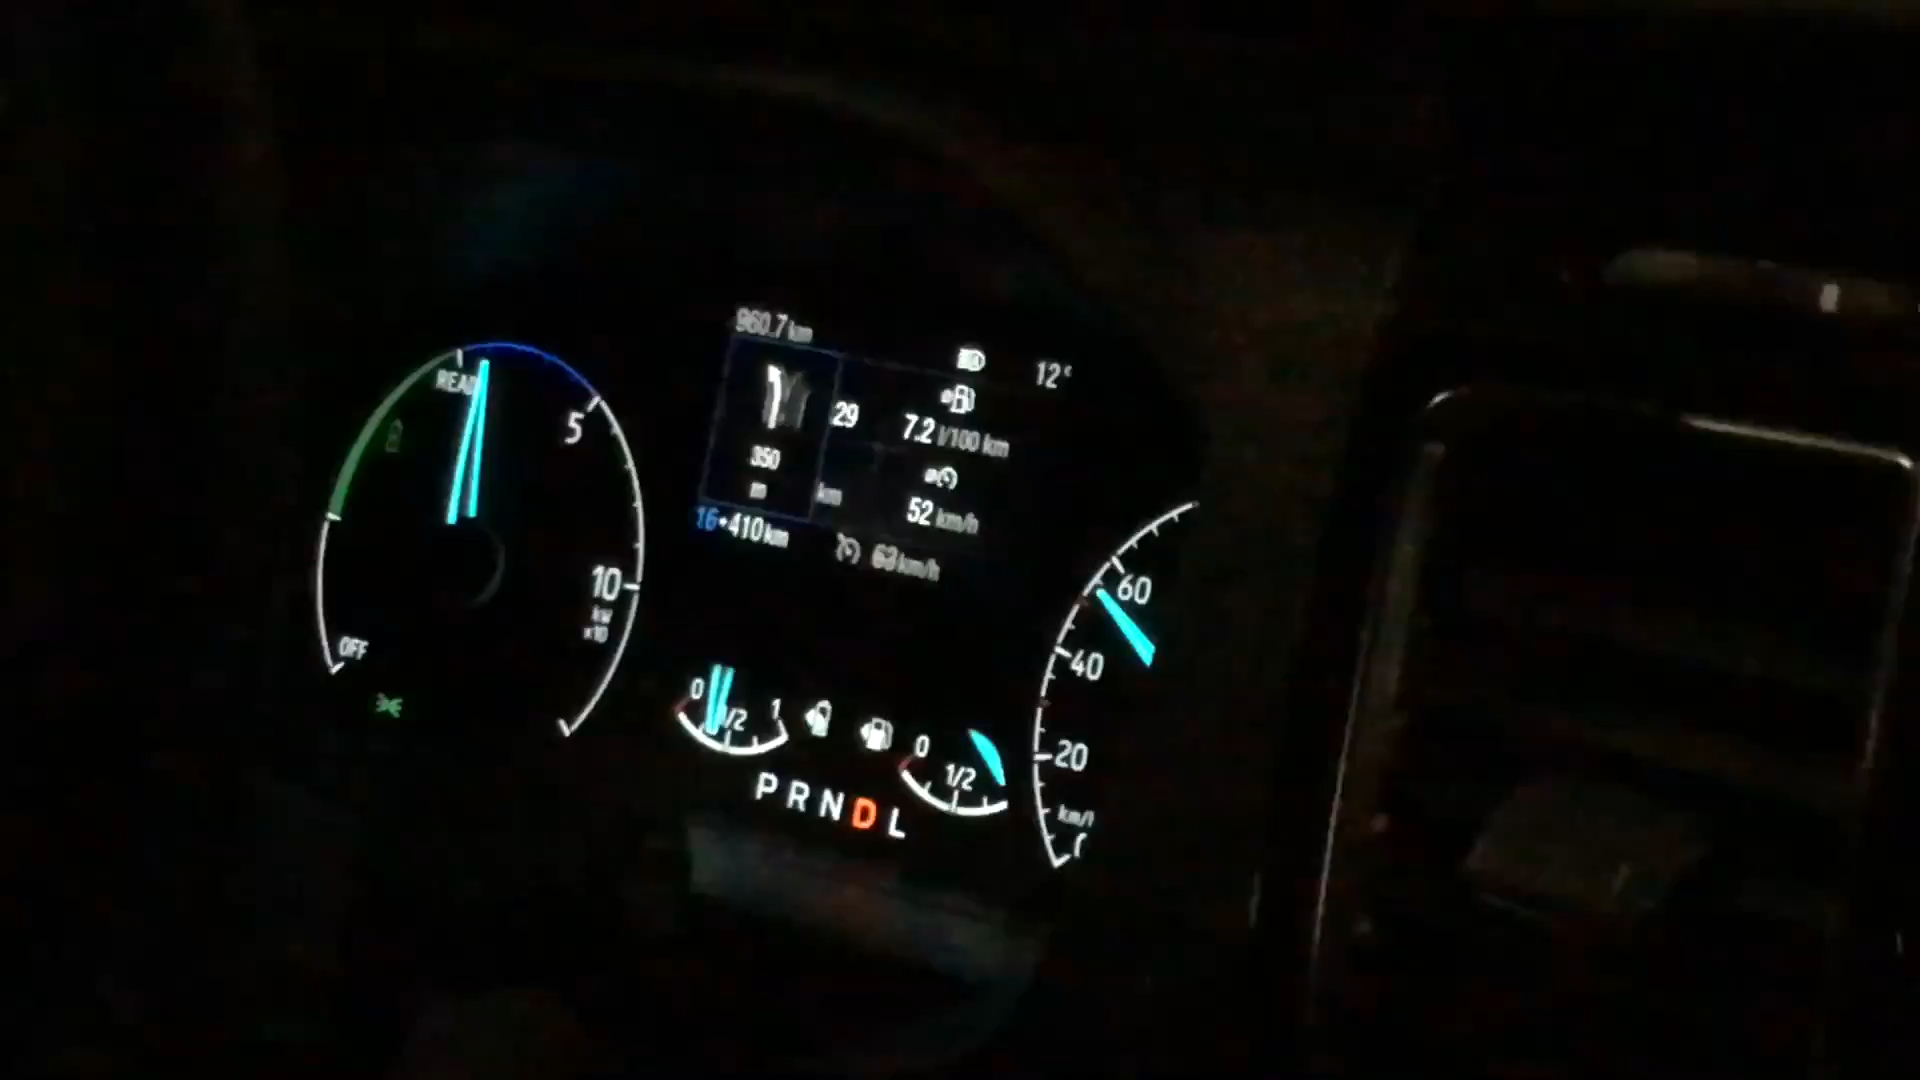 960.7 km
12°
7.2 l/100 km
29
350
m
km
52 km/h
16•410 km
63 km/h
READ
5
10
kW
x10
OFF
60
40
20
0
1/2
1
0
1/2
P R N D L